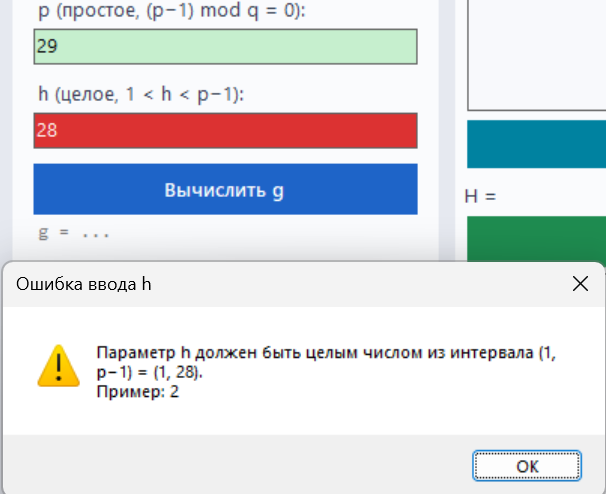 p (простое, (p−1) mod q = 0):
29
h (целое, 1 < h < p−1):
28
Вычислить g
g = ...
H =
Ошибка ввода h
Параметр h должен быть целым числом из интервала (1,
p−1) = (1, 28).
Пример: 2
OK